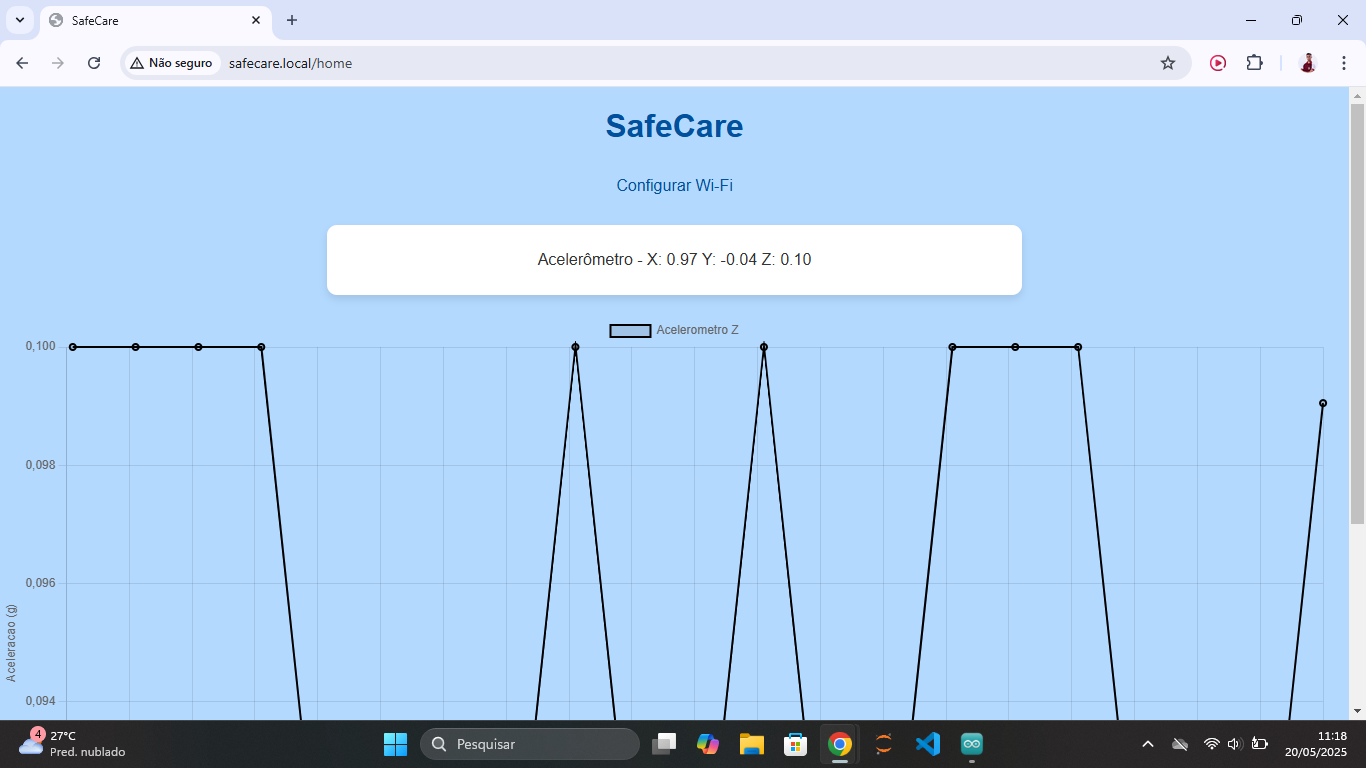 SafeCare
Não seguro
safecare.local/home
SafeCare
Configurar Wi-Fi
Acelerômetro - X: 0.97 Y: -0.04 Z: 0.10
Acelerometro Z
0,100
0,098
0,096
0,094
Aceleracao (g)
4
27°C
Pred. nublado
Pesquisar
11:18
20/05/2025